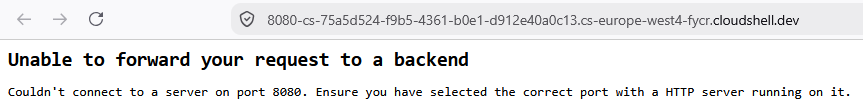 8080-cs-75a5d524-f9b5-4361-b0e1-d912e40a0c13.cs-europe-west4-fycr.cloudshell.dev
Unable to forward your request to a backend
Couldn't connect to a server on port 8080. Ensure you have selected the correct port with a HTTP server running on it.